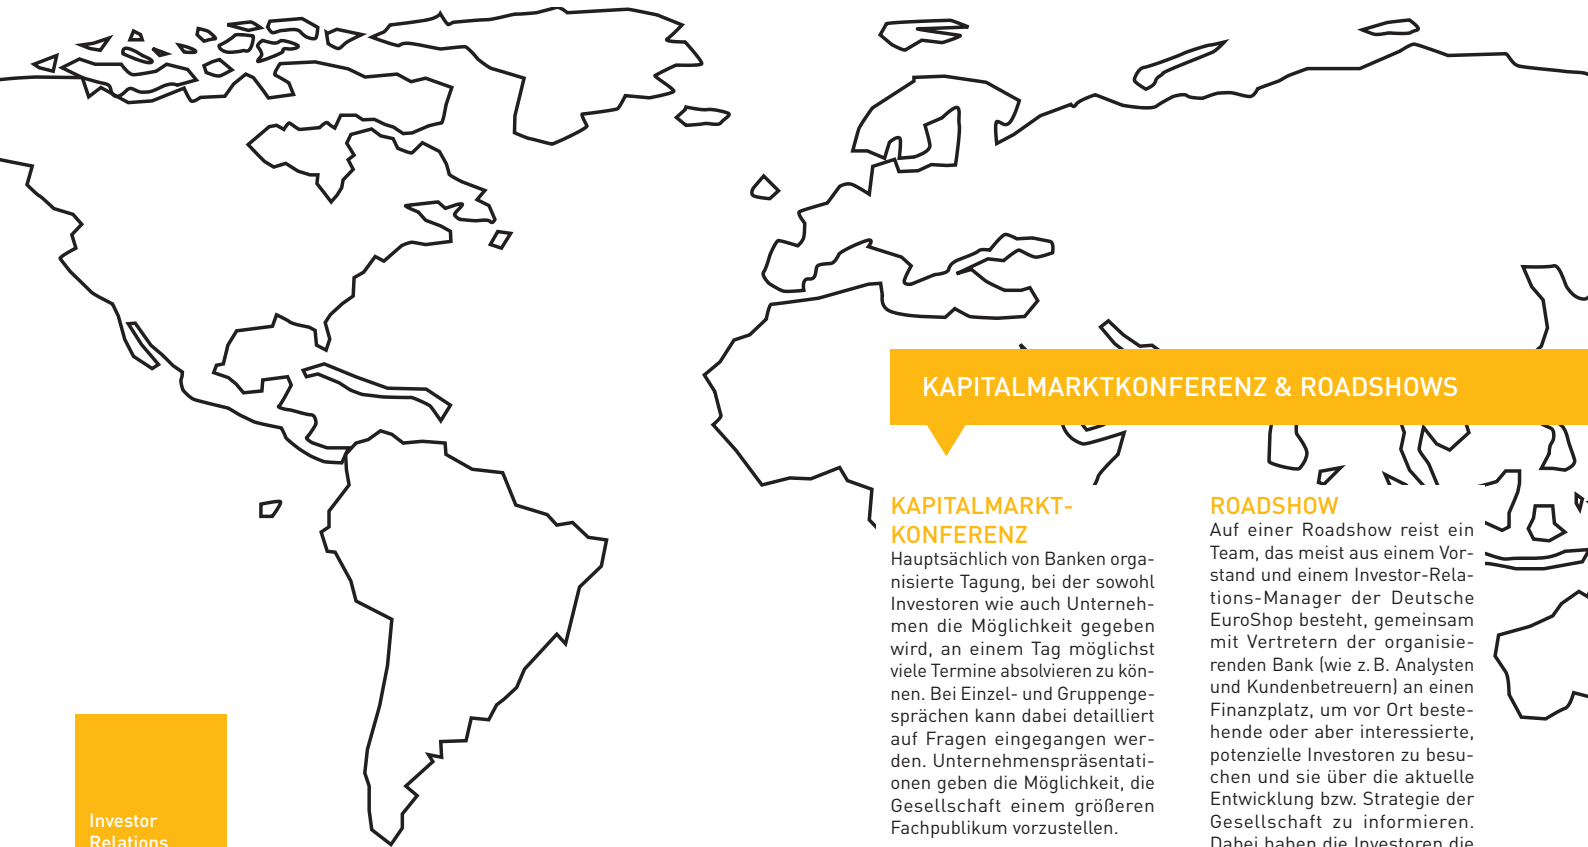 KAPITALMARKTKONFERENZ & ROADSHOWS
KAPITALMARKT-
KONFERENZ
Hauptsächlich von Banken orga-
nisierte Tagung, bei der sowohl
Investoren wie auch Unterneh-
men die Möglichkeit gegeben
wird, an einem Tag möglichst
viele Termine absolvieren zu kön-
nen. Bei Einzel- und Gruppenge-
sprächen kann dabei detailliert
auf Fragen eingegangen wer-
den. Unternehmenspräsentati-
onen geben die Möglichkeit, die
Gesellschaft einem größeren
Fachpublikum vorzustellen.
ROADSHOW
Auf einer Roadshow reist ein
Team, das meist aus einem Vor-
stand und einem Investor-Rela-
tions-Manager der Deutsche
EuroShop besteht, gemeinsam
mit Vertretern der organisie-
renden Bank (wie z. B. Analysten
und Kundenbetreuern) an einen
Finanzplatz, um vor Ort beste-
hende oder aber interessierte,
potenzielle Investoren zu besu-
chen und sie über die aktuelle
Entwicklung bzw. Strategie der
Gesellschaft zu informieren.
Dabei haben die Investoren die
Investor
Relations